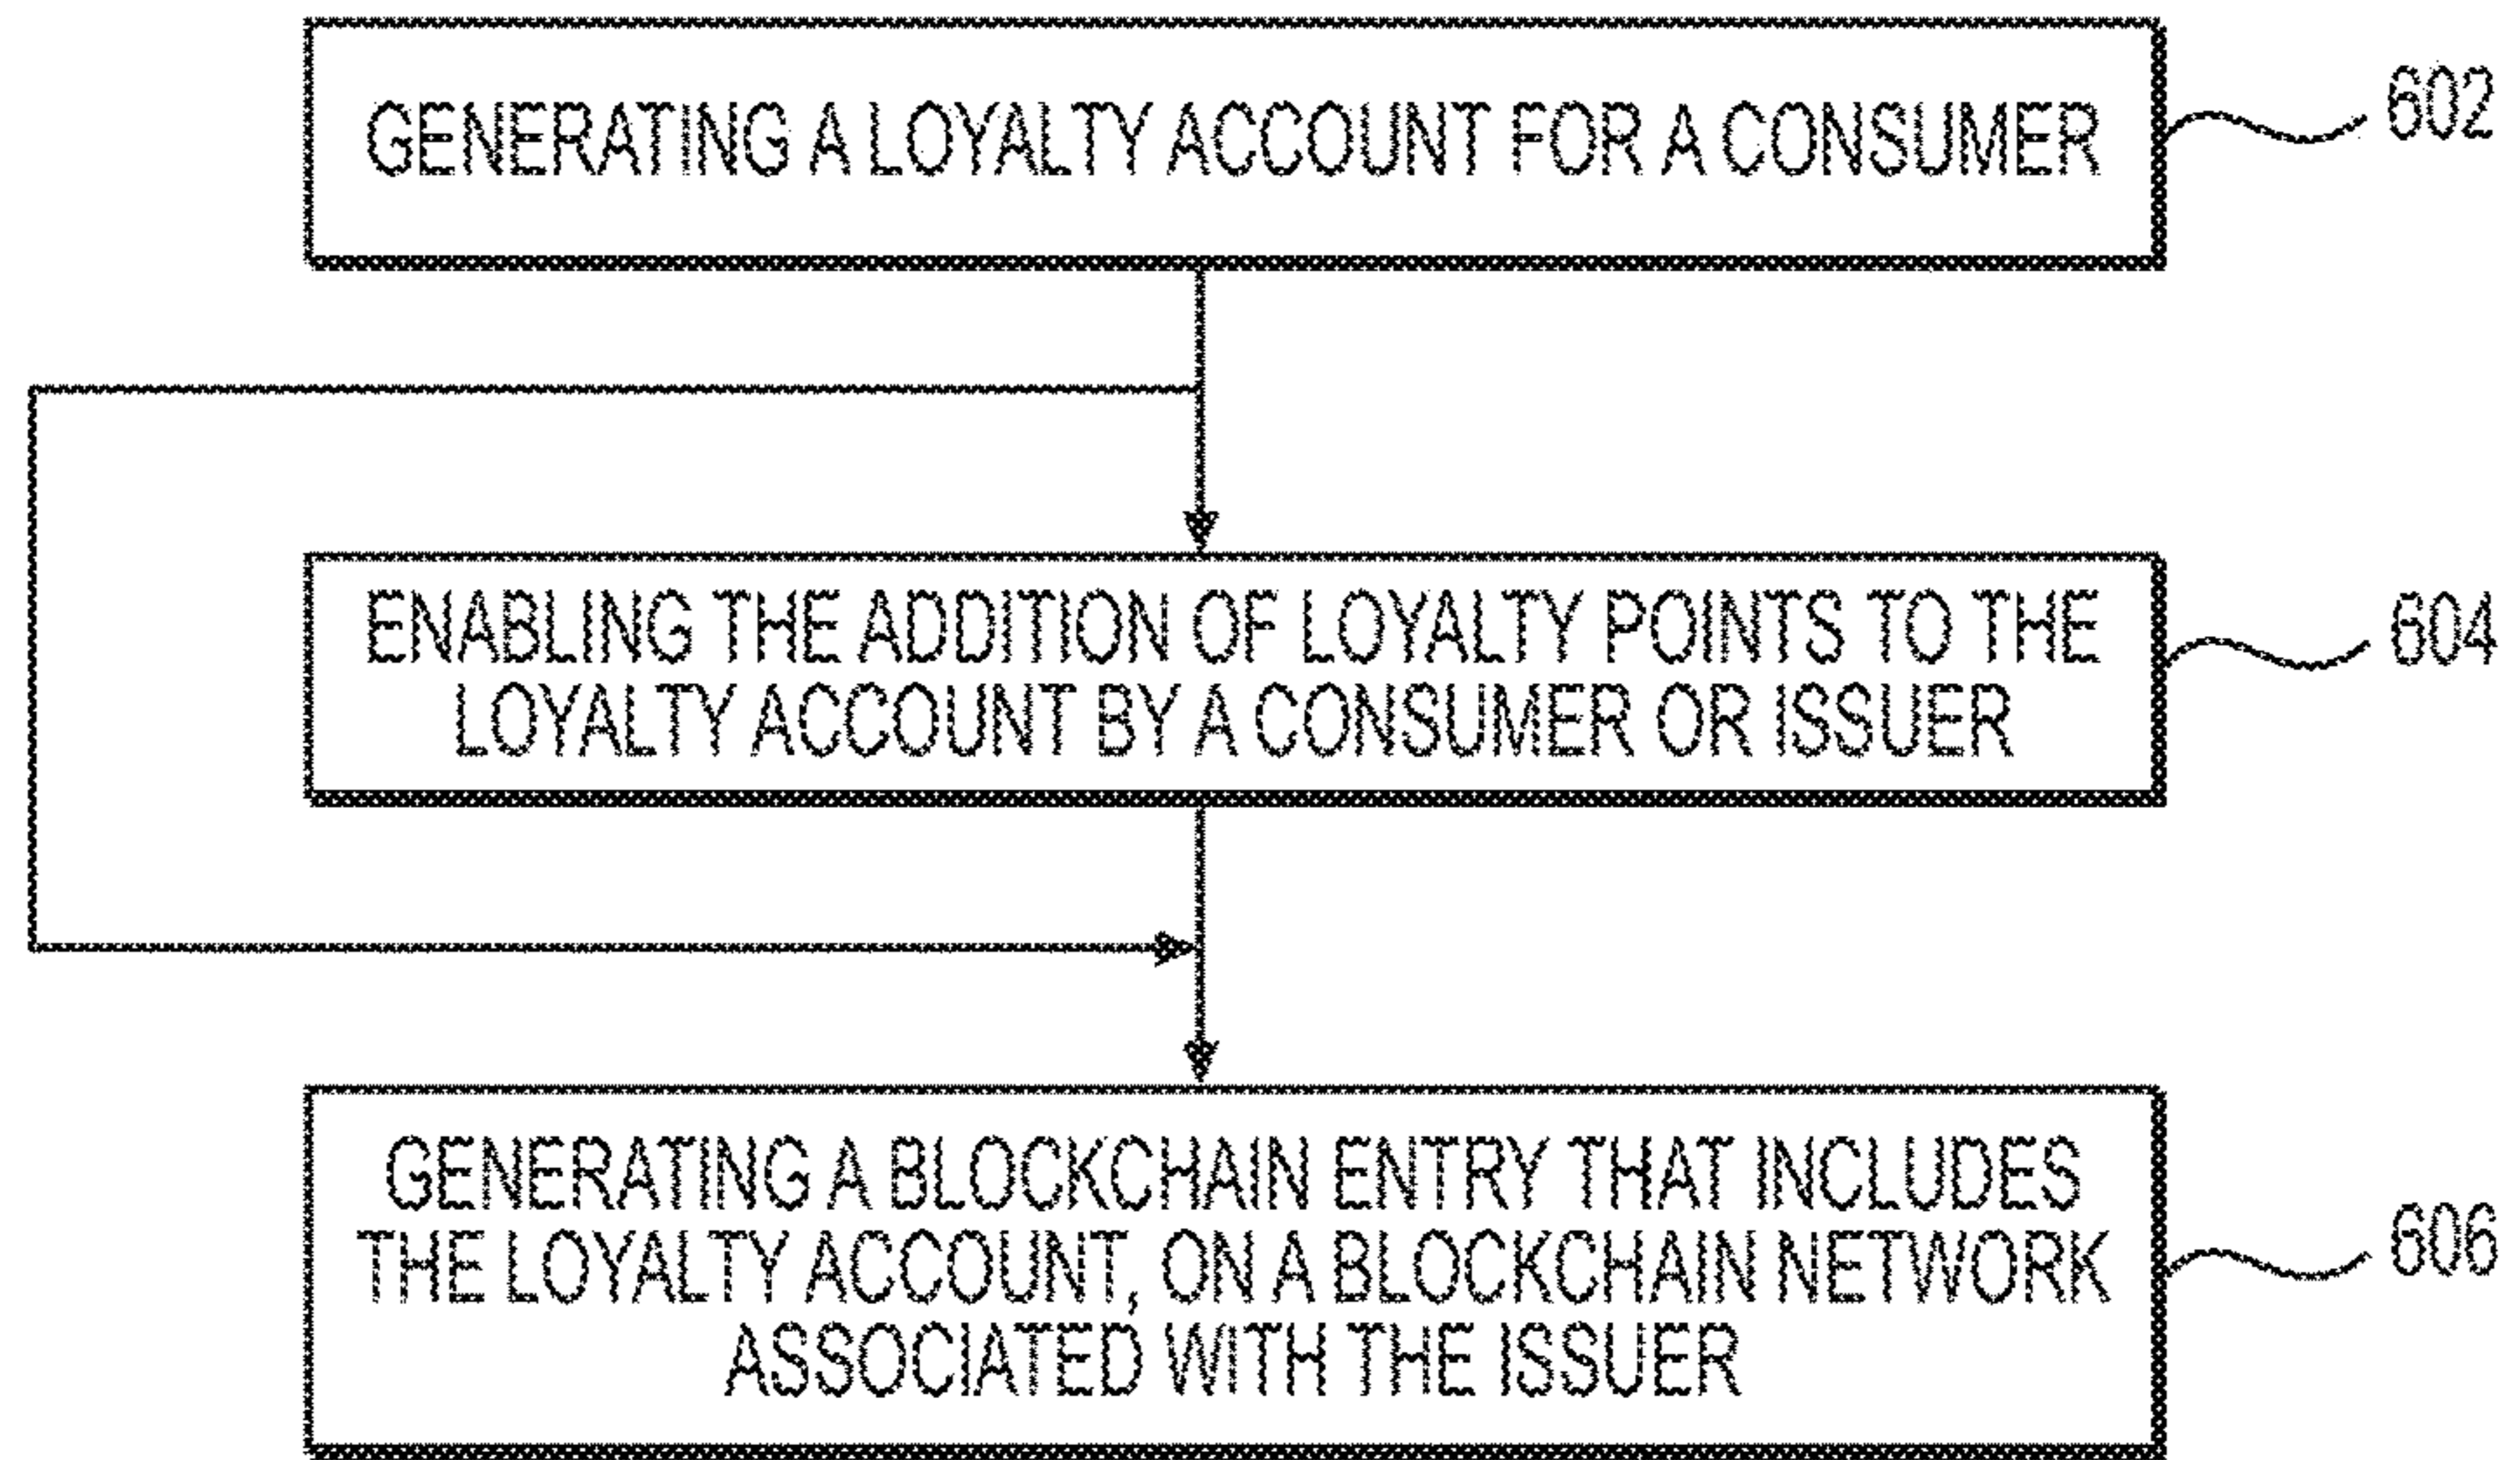 GENERATING A LOYALTY ACCOUNT FOR A CONSUMER
602
ENABLING THE ADDITION OF LOYALTY POINTS TO THE
LOYALTY ACCOUNT BY A CONSUMER OR ISSUER
604
GENERATING A BLOCKCHAIN ENTRY THAT INCLUDES
THE LOYALTY ACCOUNT, ON A BLOCKCHAIN NETWORK
ASSOCIATED WITH THE ISSUER
606